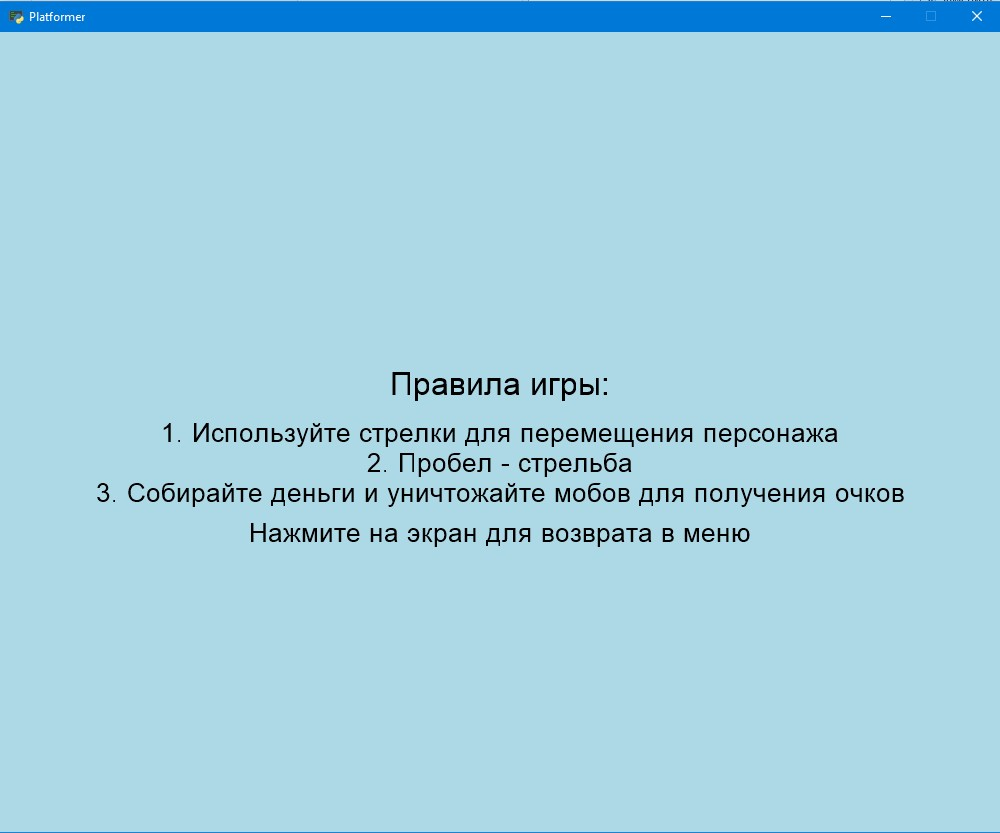 Platformer
Правила игры:
1. Используйте стрелки для перемещения персонажа
2. Пробел - стрельба
3. Собирайте деньги и уничтожайте мобов для получения очков
Нажмите на экран для возврата в меню